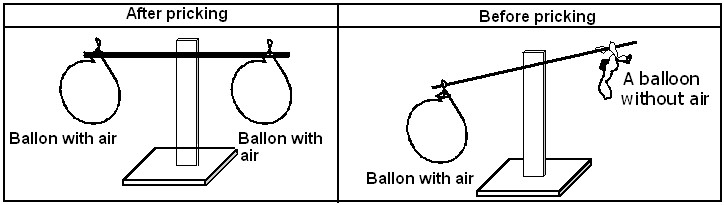 After pricking
Before pricking
Ballon with air
Ballon with
air
A balloon
without air
Ballon with air